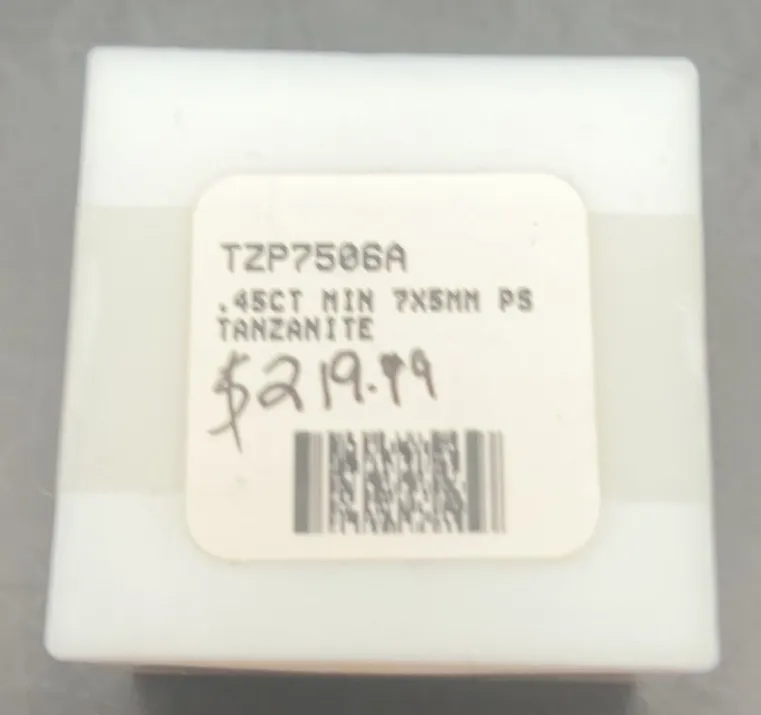 TZP7506A
.45CT MIN 7X5MM PS
TANZANITE
$219.99